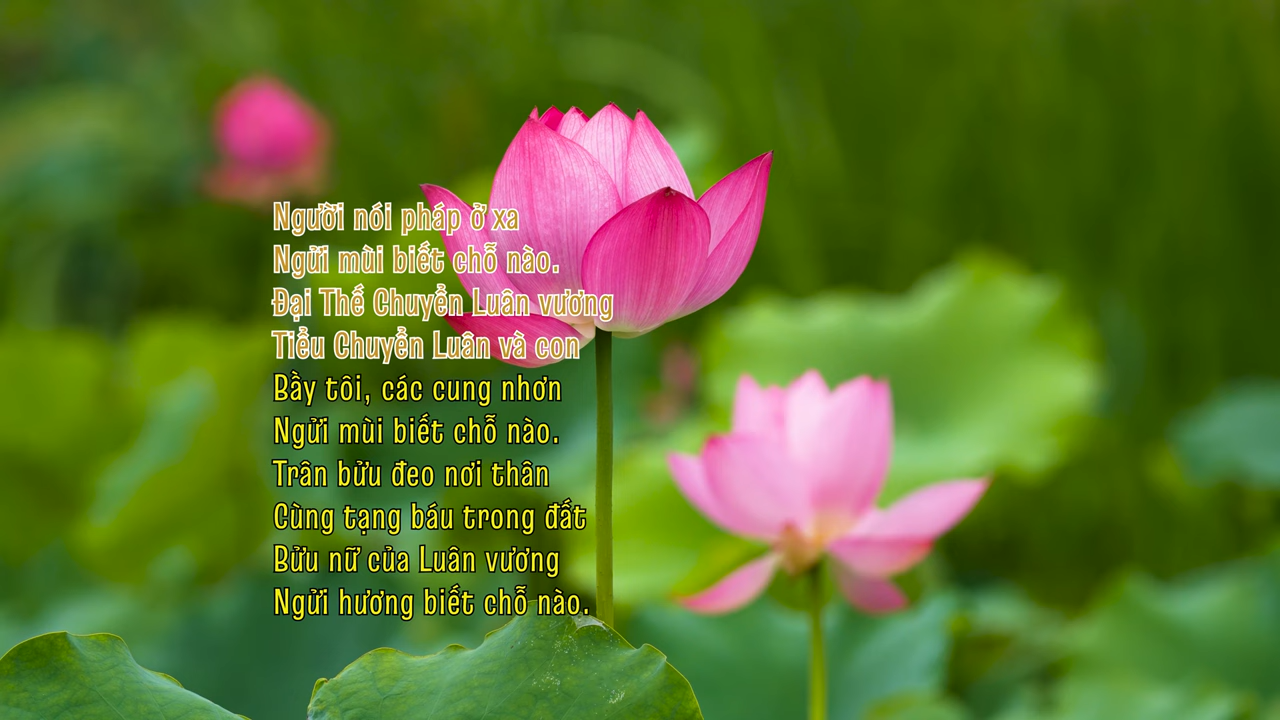 Người nói pháp ở xa
Ngửi mùi biết chỗ nào.
Đại Thế Chuyển Luân vương
Tiểu Chuyển Luân và con
Bầy tôi, các cung nhơn
Ngửi mùi biết chỗ nào.
Trân bửu đeo nơi thân
Cùng tạng báu trong đất
Bửu nữ của Luân vương
Ngửi hương biết chỗ nào.